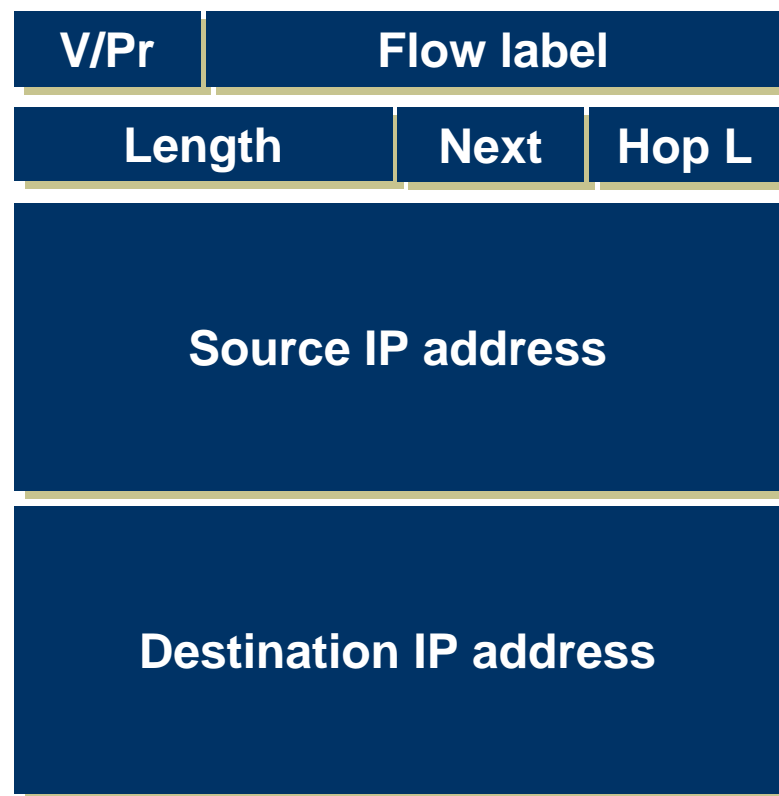 V/Pr Flow label
Length Next Hop L
Source IP address
Destination IP address